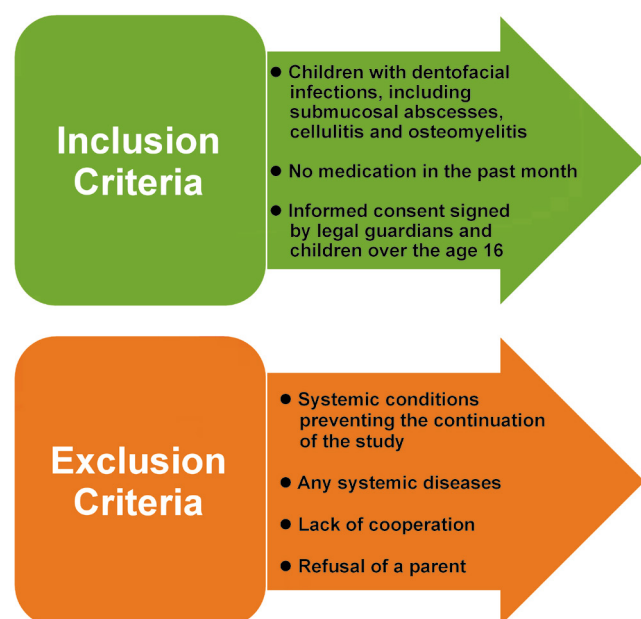 Inclusion
Criteria
● Children with dentofacial
infections, including
submucosal abscesses,
cellulitis and osteomyelitis
● No medication in the past month
● Informed consent signed
by legal guardians and
children over the age 16
Exclusion
Criteria
● Systemic conditions
preventing the continuation
of the study
● Any systemic diseases
● Lack of cooperation
● Refusal of a parent